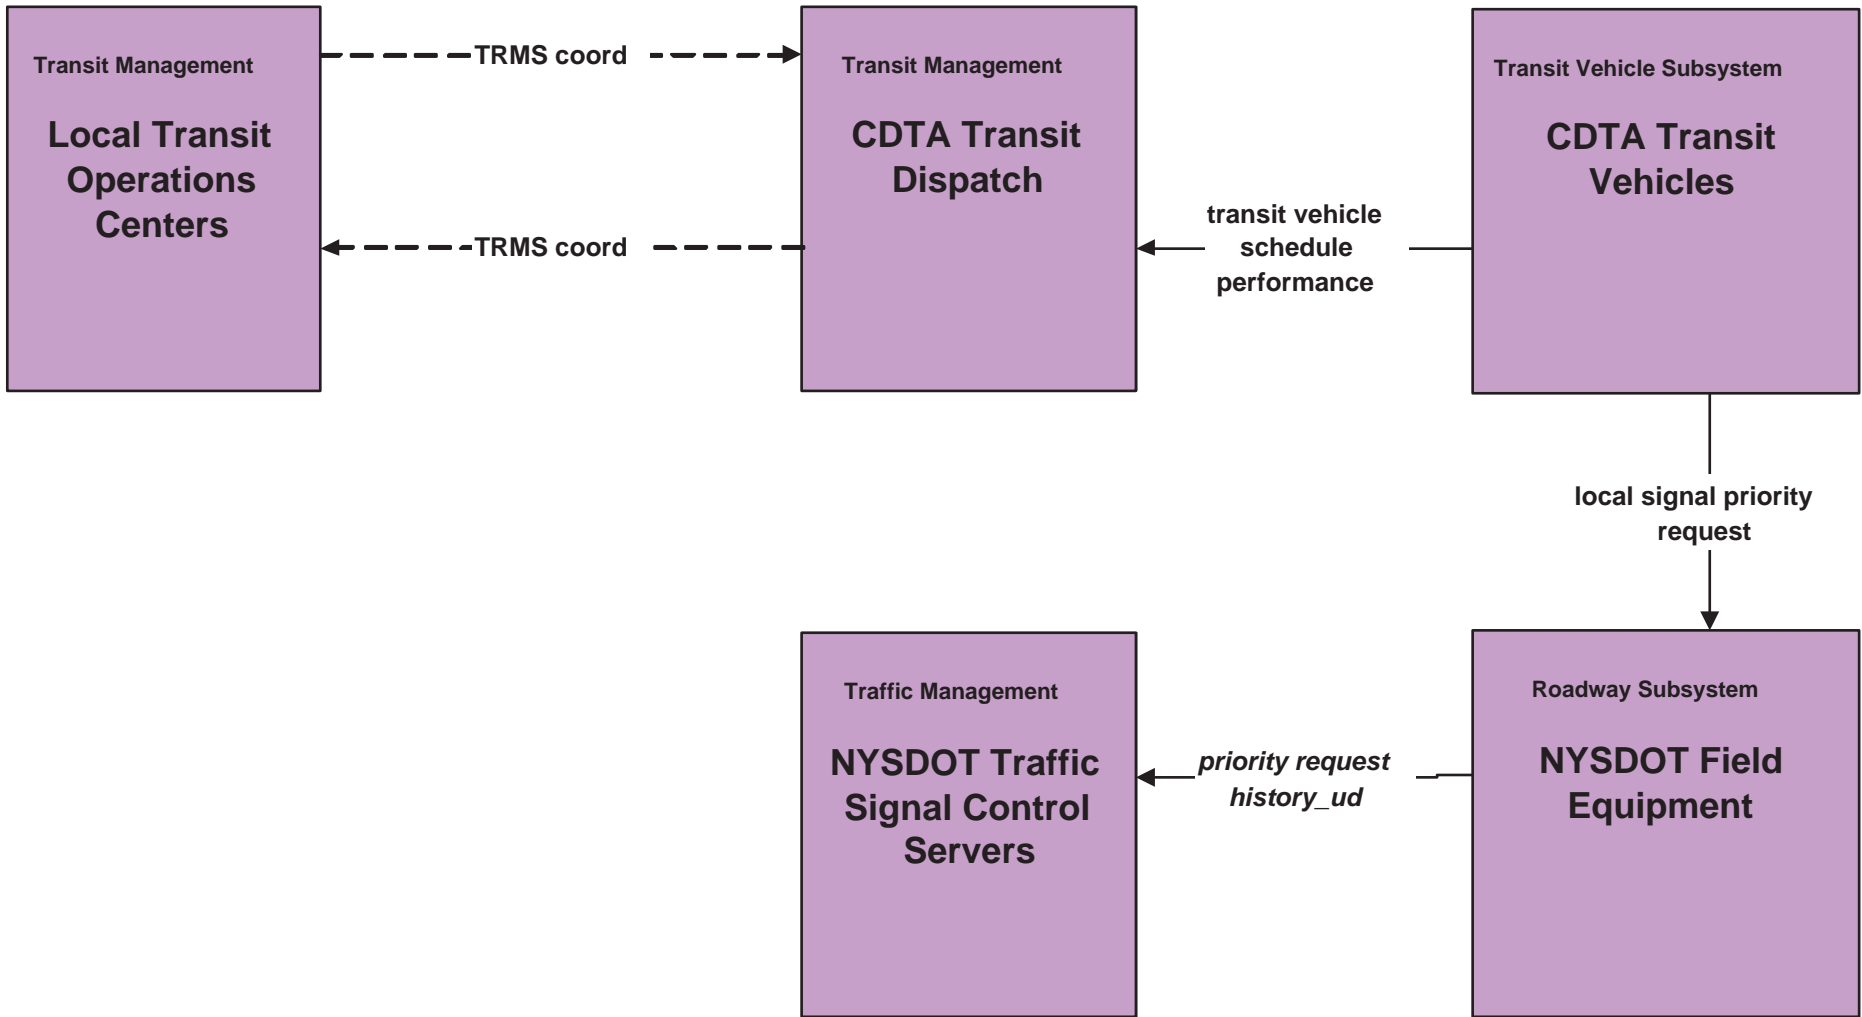 Transit Management
Local Transit
Operations
Centers
TRMS coord
TRMS coord
Transit Management
CDTA Transit
Dispatch
transit vehicle
schedule
performance
Transit Vehicle Subsystem
CDTA Transit
Vehicles
local signal priority
request
Traffic Management
NYSDOT Traffic
Signal Control
Servers
priority request
history_ud
Roadway Subsystem
NYSDOT Field
Equipment